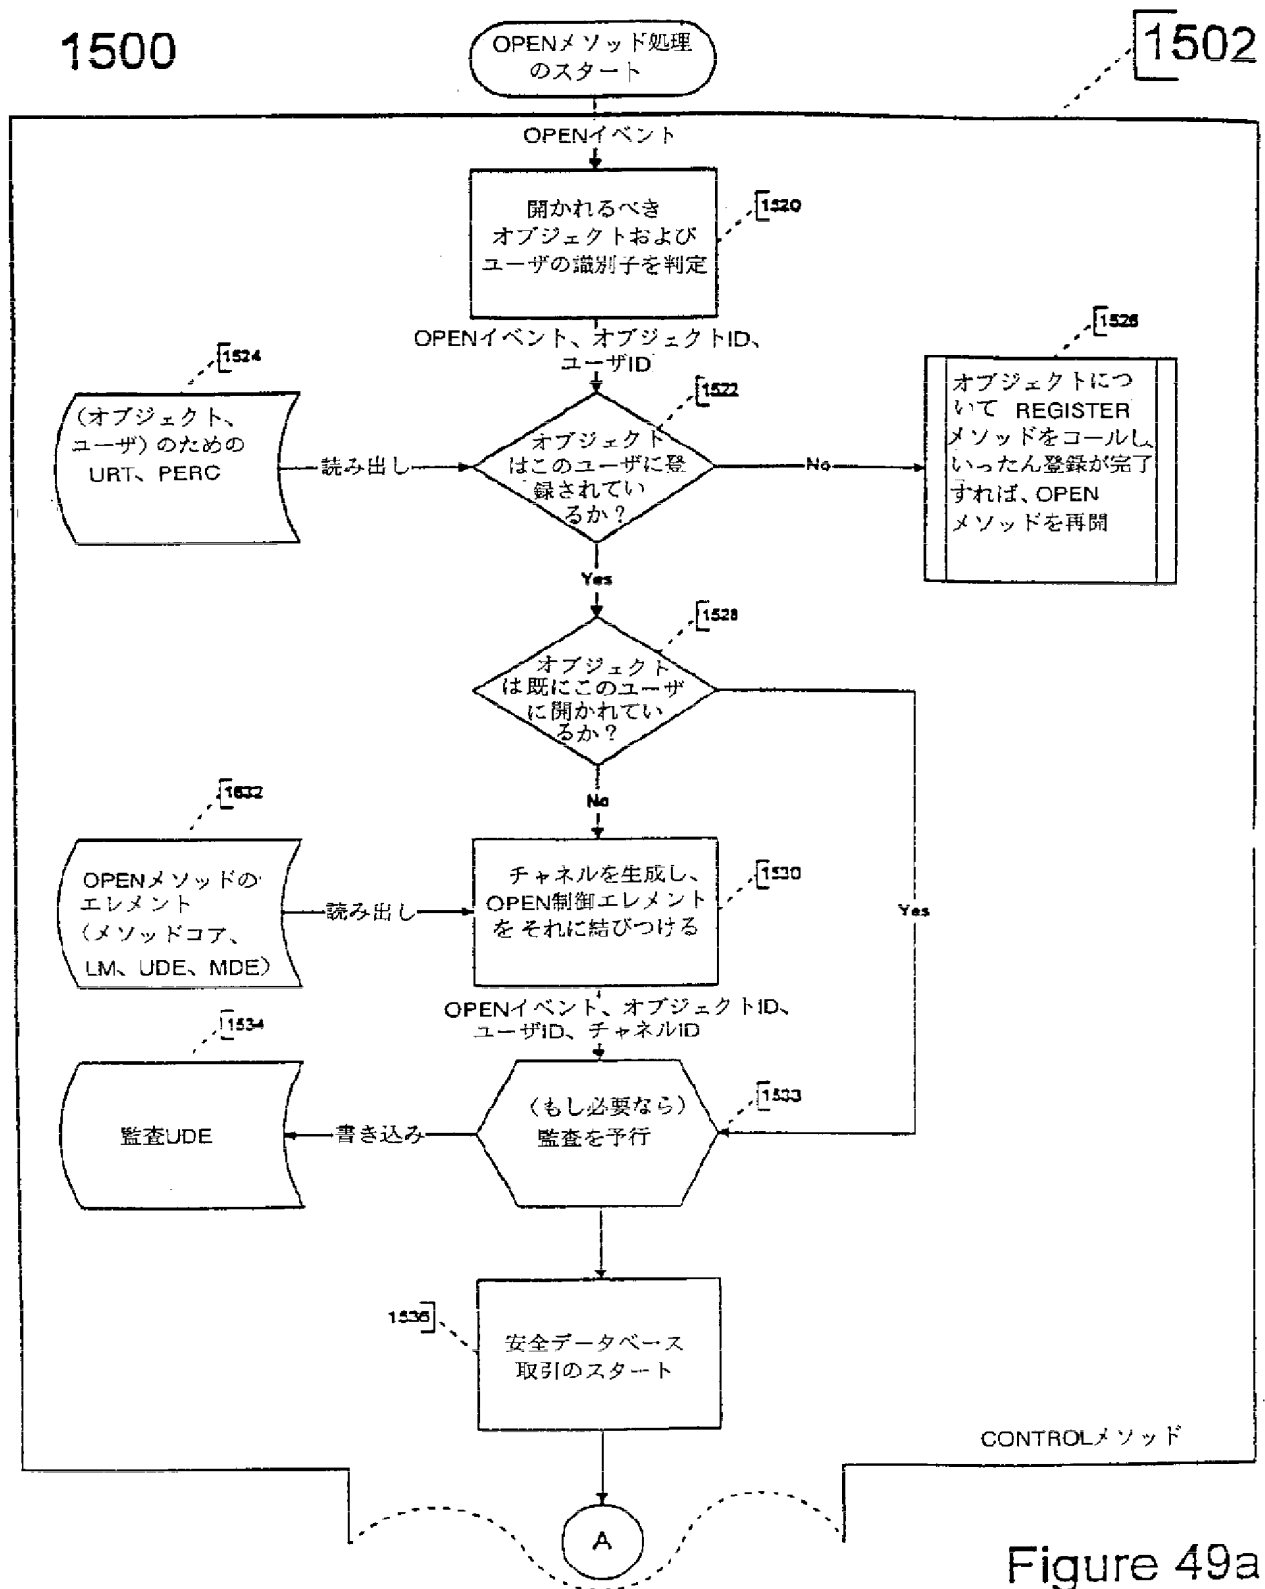 1500
OPENメソッド処理
のスタート
1502
OPENイベント
開かれるべき
オブジェクトおよび
ユーザの識別子を判定
1520
OPENイベント、オブジェクトID、
ユーザID
1524
(オブジェクト、
ユーザ)のための
URT、PERC
読み出し
1522
オブジェクト
はこのユーザに登
録されてい
るか?
No
1526
オブジェクトにつ
いて REGISTER
メソッドをコールし、
いったん登録が完了
すれば、OPEN
メソッドを再開
Yes
1528
オブジェクト
は既にこのユーザ
に開かれてい
るか?
No
Yes
1532
OPENメソッドの
エレメント
(メソッドコア、
LM、UDE、MDE)
読み出し
チャネルを生成し、
OPEN制御エレメント
をそれに結びつける
1530
OPENイベント、オブジェクトID、
ユーザID、チャネルID
1534
監査UDE
書き込み
(もし必要なら)
監査を予行
1533
1536
安全データベース
取引のスタート
CONTROLメソッド
A
Figure 49a